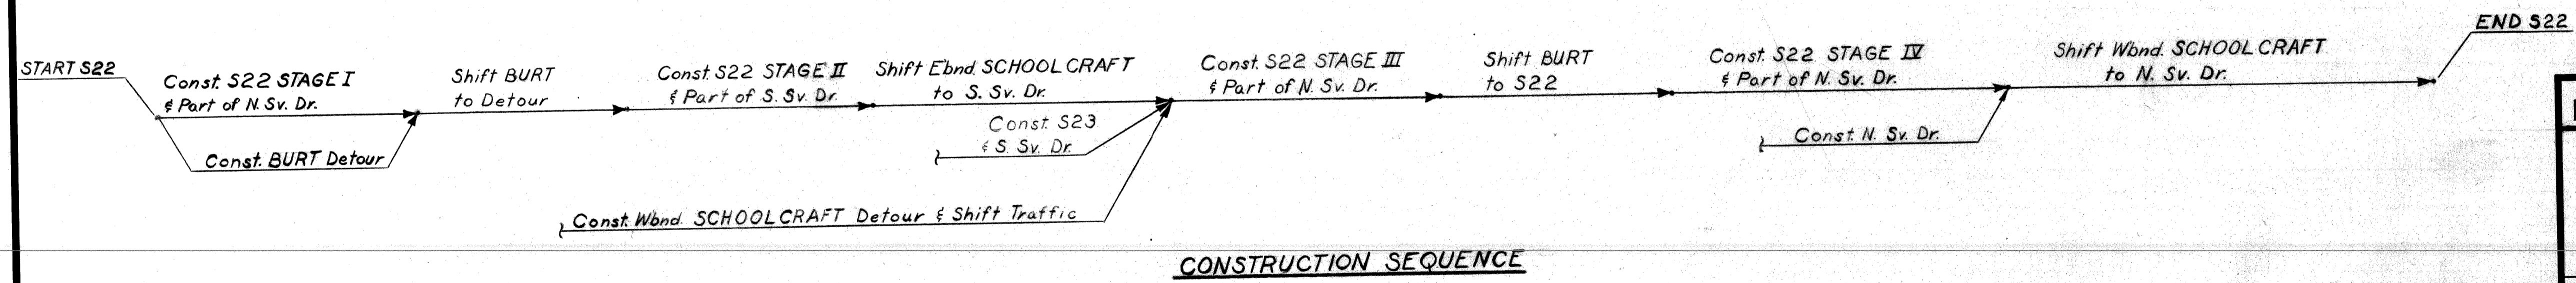 START S22
Const. S22 STAGE I
& Part of N. Sv. Dr.
Const. BURT Detour
Shift BURT
to Detour
Const. S22 STAGE II
& Part of S. Sv. Dr.
Shift Ebnd. SCHOOLCRAFT
to S. Sv. Dr.
Const. S23
& S. Sv. Dr.
Const. Wbnd. SCHOOLCRAFT Detour & Shift Traffic
Const. S22 STAGE III
& Part of N. Sv. Dr.
Shift BURT
to S22
Const. S22 STAGE IV
& Part of N. Sv. Dr.
Const. N. Sv. Dr.
Shift Wbnd. SCHOOLCRAFT
to N. Sv. Dr.
END S22
CONSTRUCTION SEQUENCE